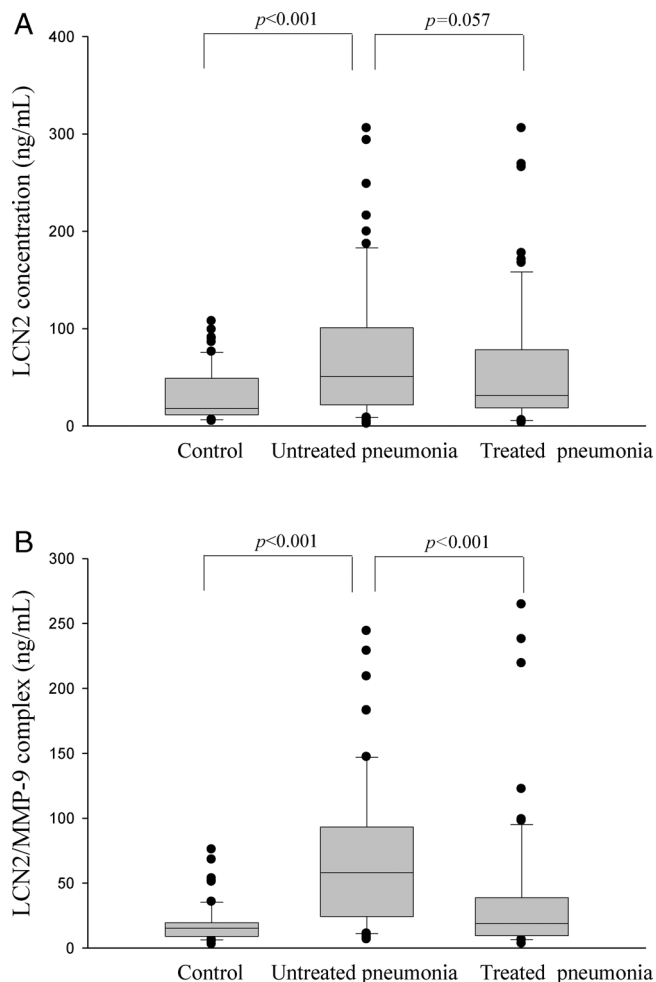 A
p<0.001
p=0.057
LCN2 concentration (ng/mL)
400
300
200
100
0
Control
Untreated pneumonia
Treated pneumonia
B
p<0.001
p<0.001
LCN2/MMP-9 complex (ng/mL)
300
250
200
150
100
50
0
Control
Untreated pneumonia
Treated pneumonia